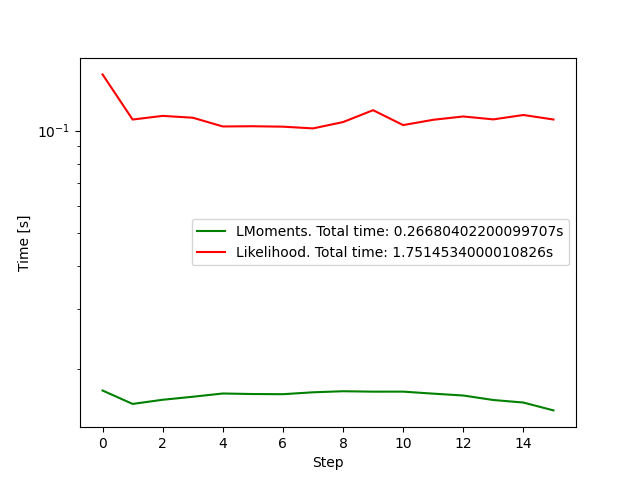 10⁻¹
Time [s]
LMoments. Total time: 0.26680402200099707s
Likelihood. Total time: 1.7514534000010826s
0 2 4 6 8 10 12 14
Step